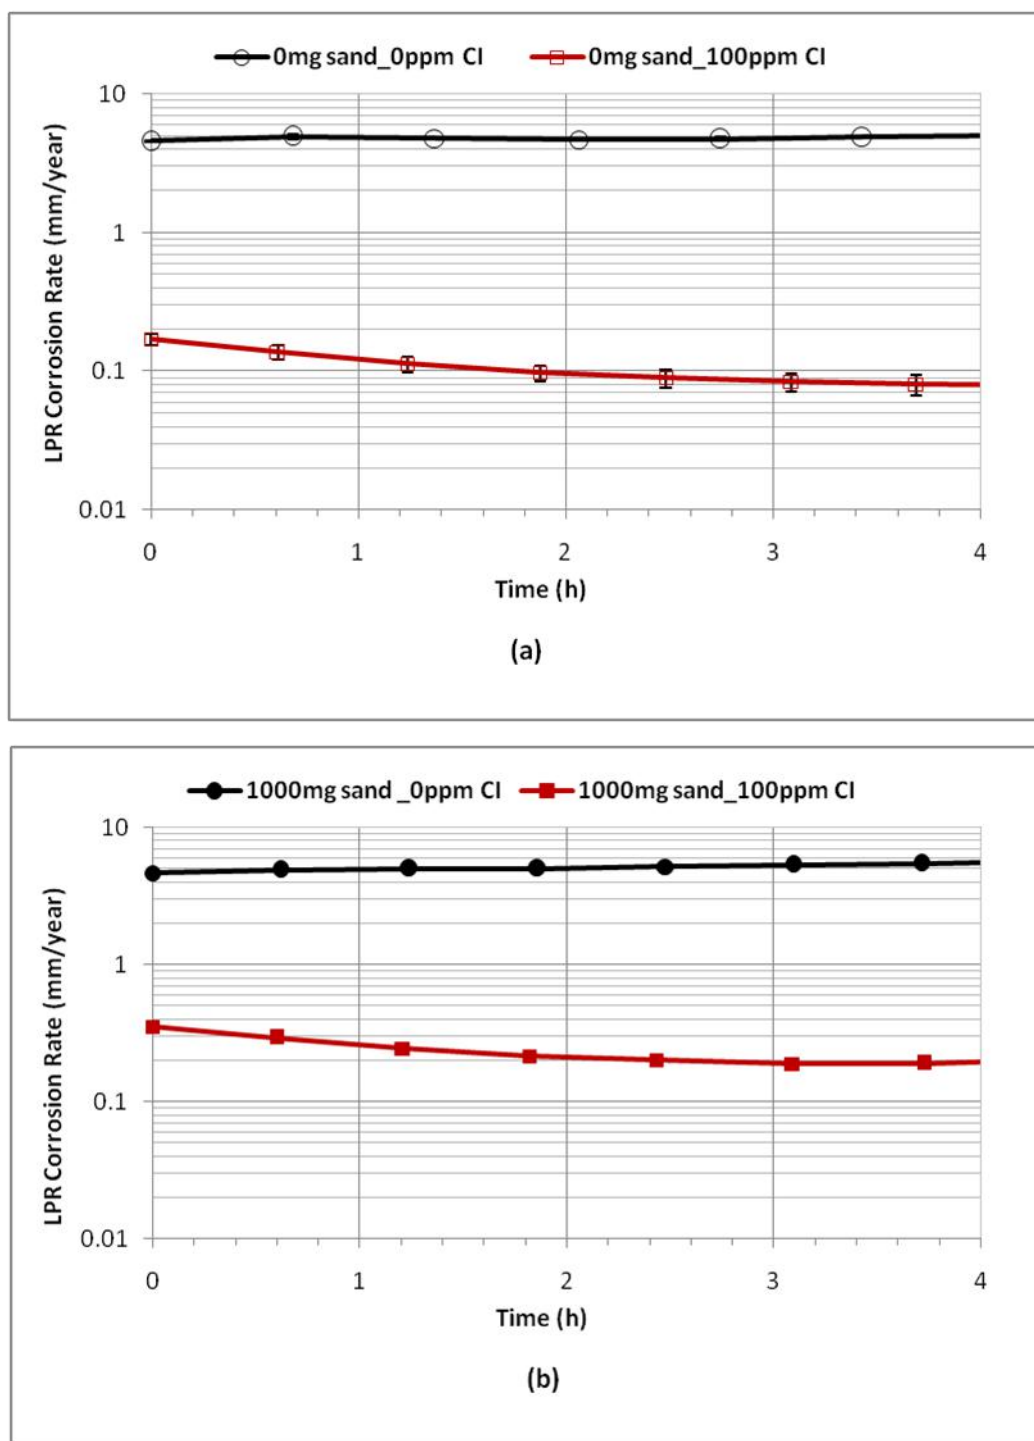 0mg sand_0ppm CI 0mg sand_100ppm CI
10
1
0.1
0.01
LPR Corrosion Rate (mm/year)
0 1 2 3 4
Time (h)
(a)
1000mg sand _0ppm CI 1000mg sand_100ppm CI
10
1
0.1
0.01
LPR Corrosion Rate (mm/year)
0 1 2 3 4
Time (h)
(b)